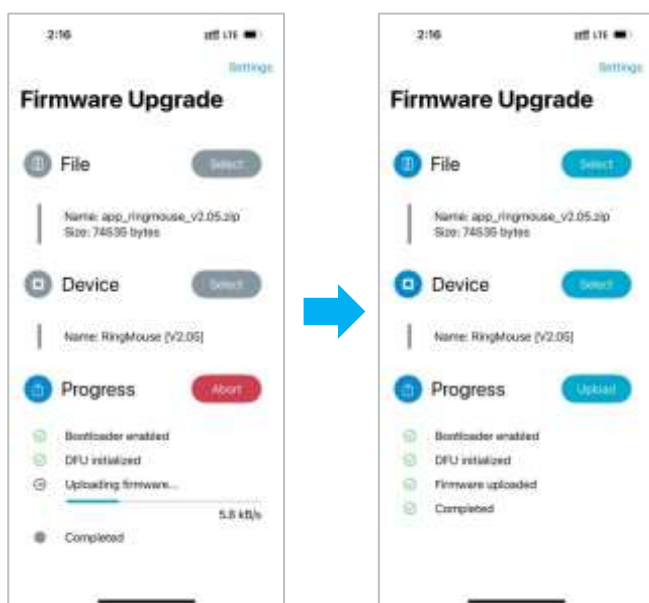 2:16
LTE
Settings
Firmware Upgrade
File
Select
Name: app_ringmouse_v2.05.zip
Size: 74535 bytes
Device
Select
Name: RingMouse [V2.05]
Progress
Abort
Bootloader enabled
DFU initialized
Uploading firmware...
5.8 kB/s
Completed
2:16
LTE
Settings
Firmware Upgrade
File
Select
Name: app_ringmouse_v2.05.zip
Size: 74535 bytes
Device
Select
Name: RingMouse [V2.05]
Progress
Upload
Bootloader enabled
DFU initialized
Firmware uploaded
Completed